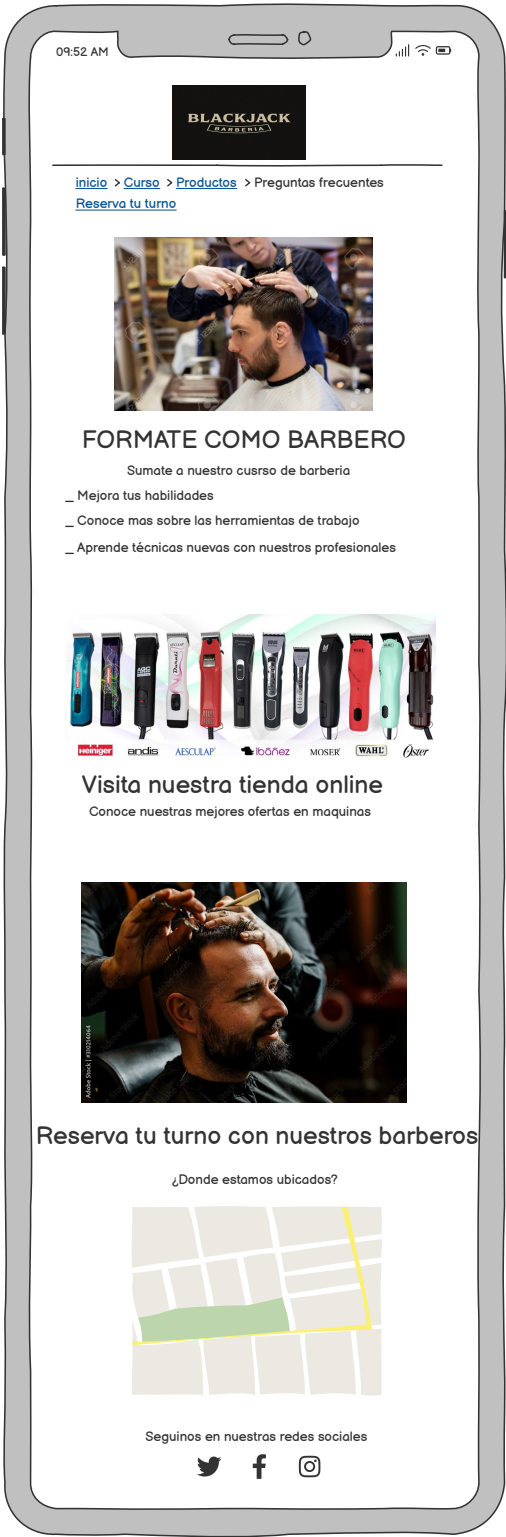 09:52 AM
BLACKJACK
BARBERIA
inicio > Curso > Productos > Preguntas frecuentes
Reserva tu turno
FORMATE COMO BARBERO
Sumate a nuestro cusrso de barberia
_ Mejora tus habilidades
_ Conoce mas sobre las herramientas de trabajo
_ Aprende técnicas nuevas con nuestros profesionales
Heiniger andis AESCULAP ibáñez MOSER WAHL Oster
Visita nuestra tienda online
Conoce nuestras mejores ofertas en maquinas
Adobe Stock | #310214064
Reserva tu turno con nuestros barberos
¿Donde estamos ubicados?
Seguinos en nuestras redes sociales